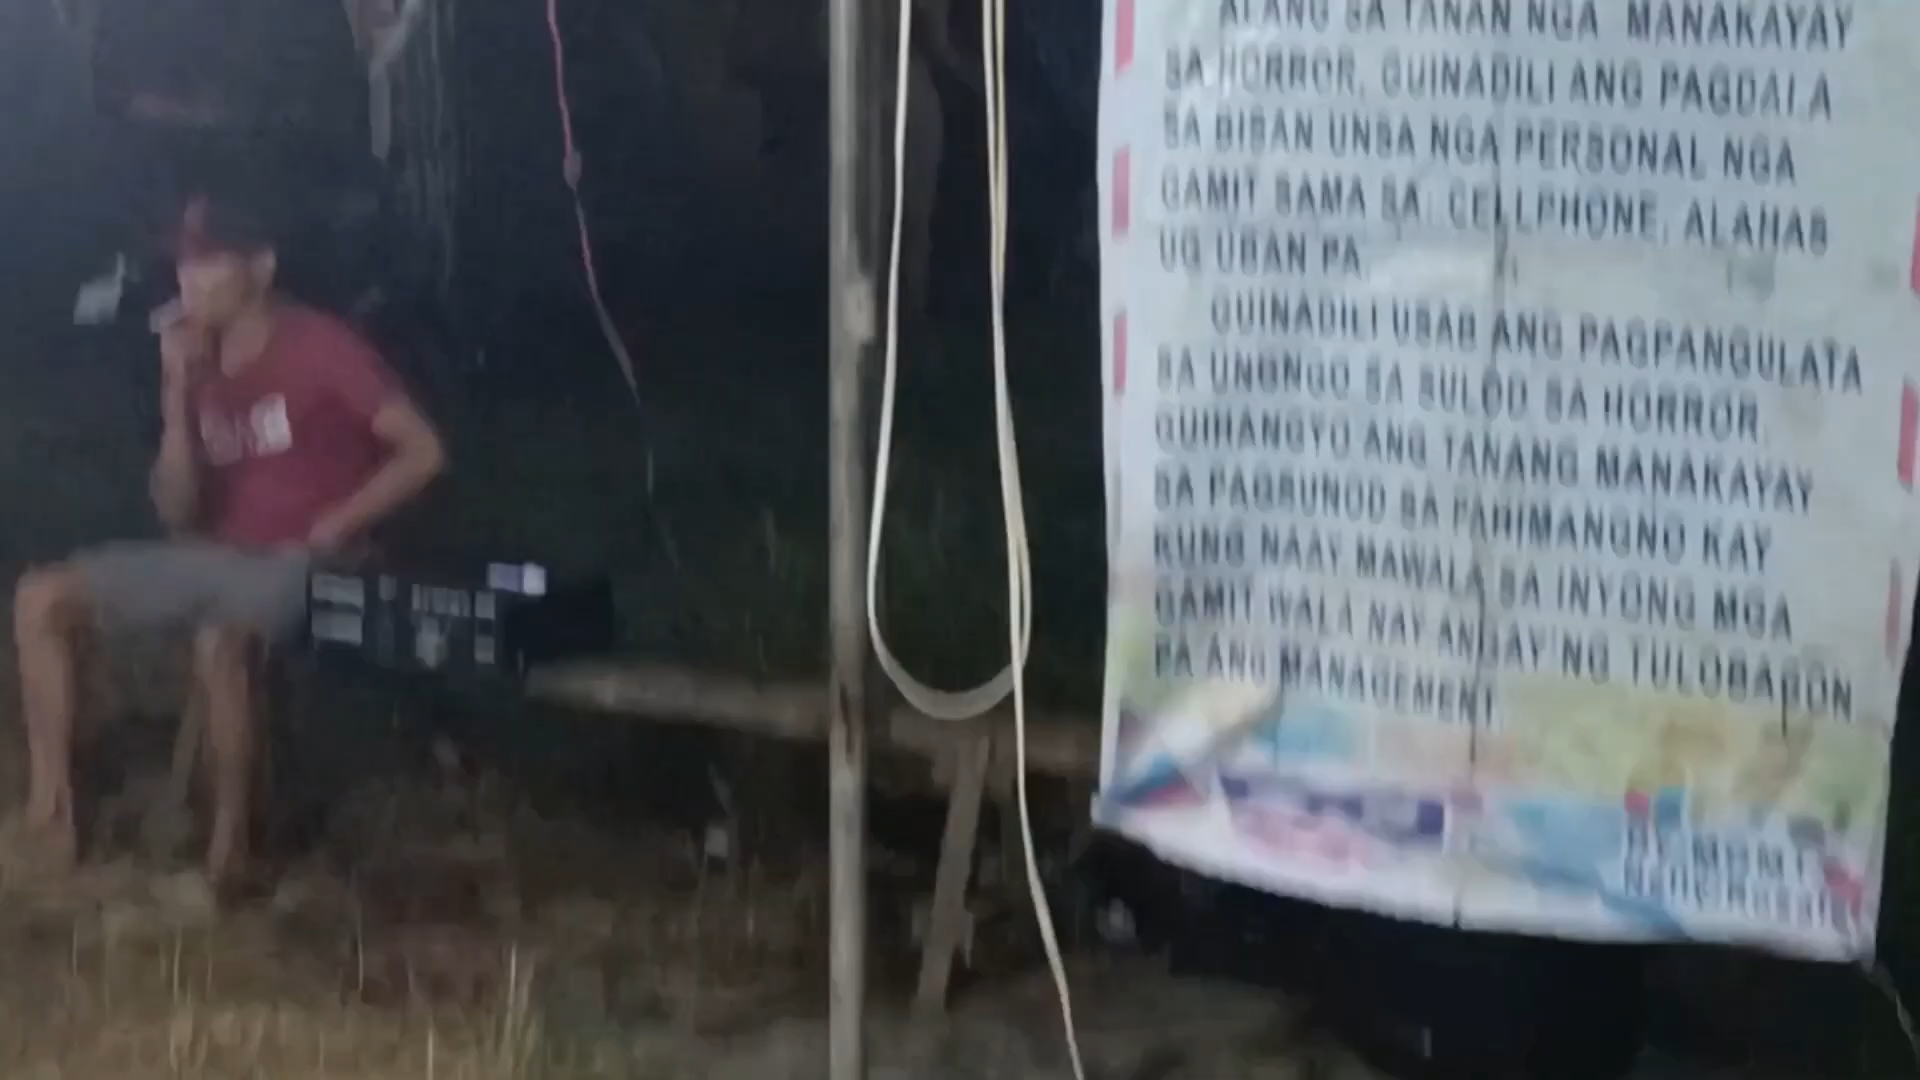 ALANG SA TANAN NGA MANAKAYAY
SA HORROR, GUINADILI ANG PAGDALA
SA BISAN UNSA NGA PERSONAL NGA
GAMIT SAMA SA: CELLPHONE, ALAHAS
UG UBAN PA.
GUINADILI USAB ANG PAGPANGULATA
SA UNGNGO SA SULOD SA HORROR.
GUIHANGYO ANG TANANG MANAKAYAY
SA PAGSUNOD SA PAHIMANGNO KAY
KUNG NAAY MAWALA SA INYONG MGA
GAMIT WALA NAY ANGAY'NG TULOBAGON
PA ANG MANAGEMENT.